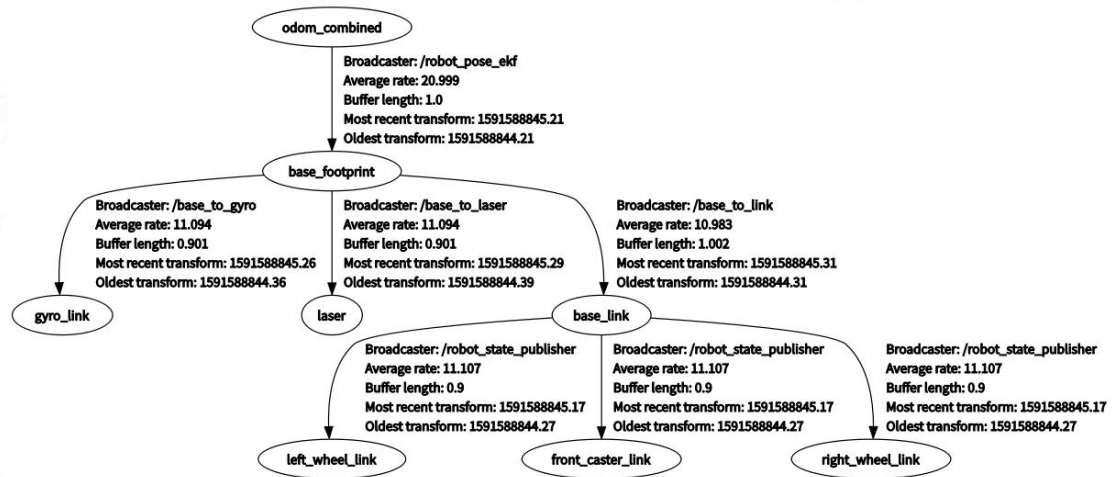 odom_combined
Broadcaster: /robot_pose_ekf
Average rate: 20.999
Buffer length: 1.0
Most recent transform: 1591588845.21
Oldest transform: 1591588844.21
base_footprint
Broadcaster: /base_to_gyro
Average rate: 11.094
Buffer length: 0.901
Most recent transform: 1591588845.26
Oldest transform: 1591588844.36
Broadcaster: /base_to_laser
Average rate: 11.094
Buffer length: 0.901
Most recent transform: 1591588845.29
Oldest transform: 1591588844.39
Broadcaster: /base_to_link
Average rate: 10.983
Buffer length: 1.002
Most recent transform: 1591588845.31
Oldest transform: 1591588844.31
gyro_link
laser
base_link
Broadcaster: /robot_state_publisher
Average rate: 11.107
Buffer length: 0.9
Most recent transform: 1591588845.17
Oldest transform: 1591588844.27
Broadcaster: /robot_state_publisher
Average rate: 11.107
Buffer length: 0.9
Most recent transform: 1591588845.17
Oldest transform: 1591588844.27
Broadcaster: /robot_state_publisher
Average rate: 11.107
Buffer length: 0.9
Most recent transform: 1591588845.17
Oldest transform: 1591588844.27
left_wheel_link
front_caster_link
right_wheel_link